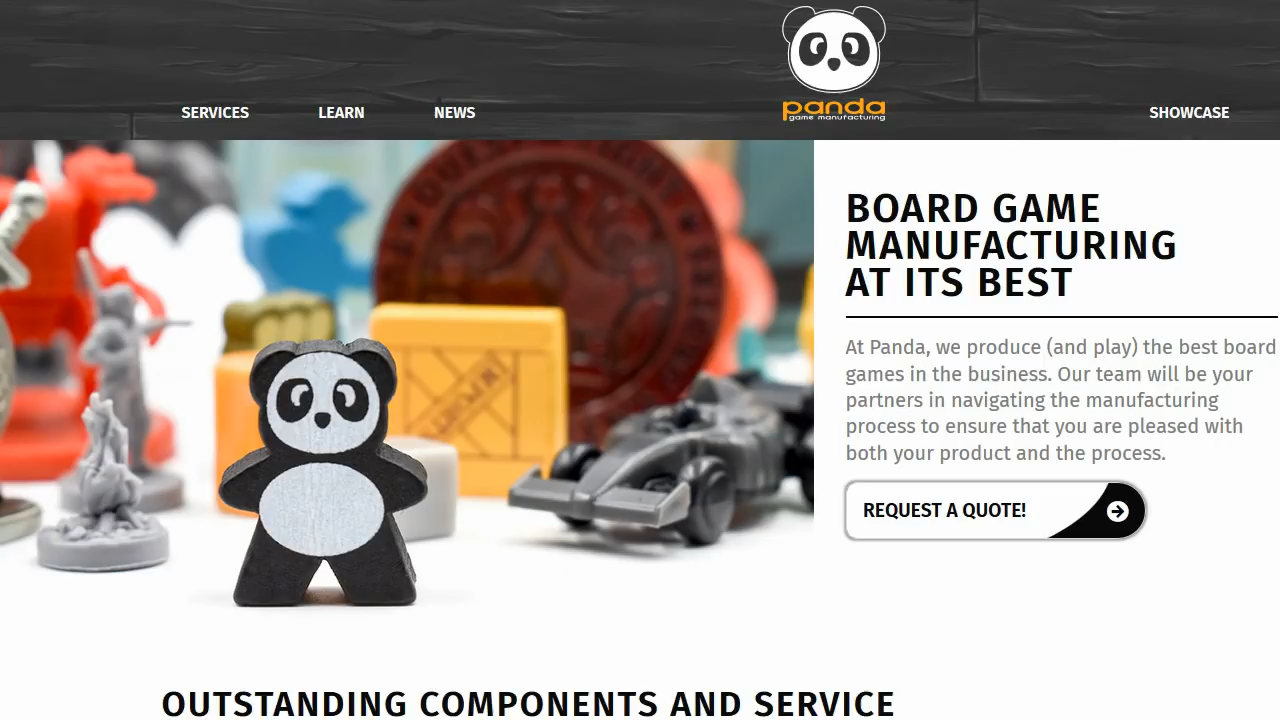 SERVICES
LEARN
NEWS
panda
game manufacturing
SHOWCASE
BOARD GAME
MANUFACTURING
AT ITS BEST
At Panda, we produce (and play) the best board
games in the business. Our team will be your
partners in navigating the manufacturing
process to ensure that you are pleased with
both your product and the process.
REQUEST A QUOTE!
OUTSTANDING COMPONENTS AND SERVICE